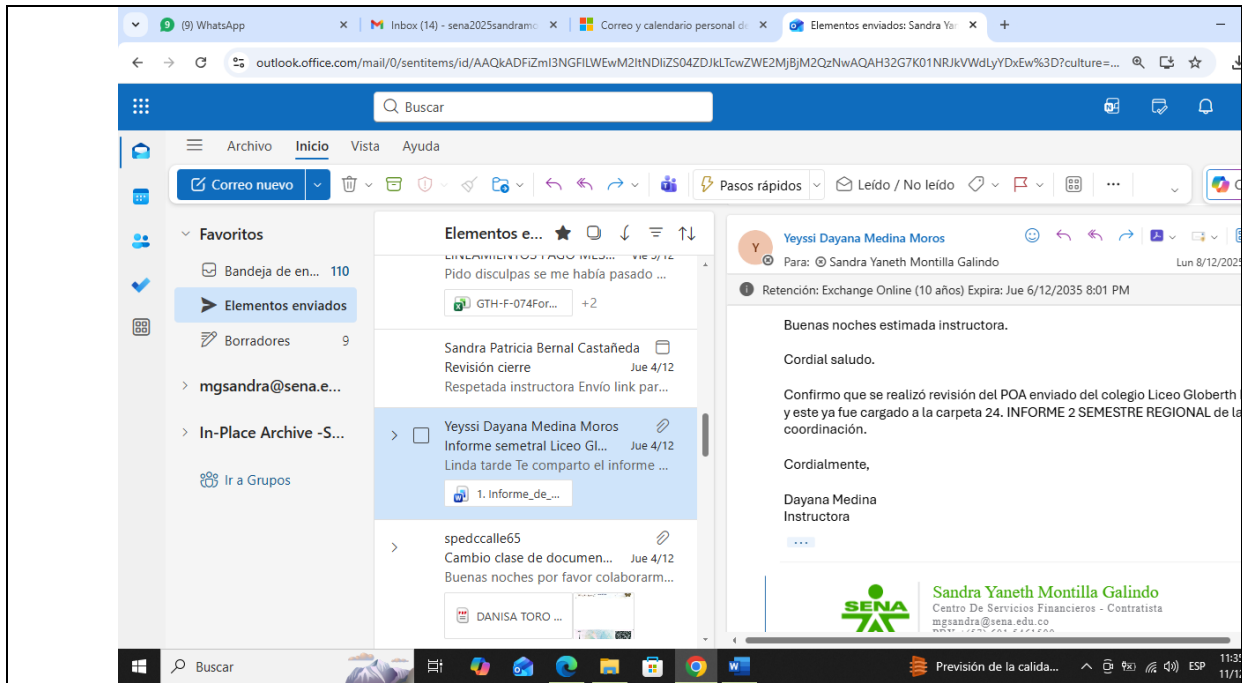 (9) WhatsApp
Inbox (14) - sena2025sandramo
Correo y calendario personal de
Elementos enviados: Sandra Yan
outlook.office.com/mail/0/sentitems/id/AAQkADFiZmI3NGFILWEwM2ItNDIiZS04ZDJkLTcwZWE2MjBjM2QzNwAQAH32G7K01NRJkVWdLyYDxEw%3D?culture=...
Buscar
Archivo Inicio Vista Ayuda
Correo nuevo
Pasos rápidos
Leído / No leído
Favoritos
Bandeja de en... 110
Elementos enviados
Borradores 9
mgsandra@sena.e...
In-Place Archive -S...
Ir a Grupos
Elementos e...
LINEAMIENTOS PAGO MES... Vie 5/12
Pido disculpas se me había pasado ...
GTH-F-074For... +2
Sandra Patricia Bernal Castañeda
Revisión cierre Jue 4/12
Respetada instructora Envío link par...
Yeyssi Dayana Medina Moros
Informe semetral Liceo Gl... Jue 4/12
Linda tarde Te comparto el informe ...
1. Informe_de_...
spedccalle65
Cambio clase de documen... Jue 4/12
Buenas noches por favor colaborarm...
DANISA TORO ...
Y
Yeyssi Dayana Medina Moros
Para: Sandra Yaneth Montilla Galindo
Lun 8/12/2025
Retención: Exchange Online (10 años) Expira: Jue 6/12/2035 8:01 PM
Buenas noches estimada instructora.
Cordial saludo.
Confirmo que se realizó revisión del POA enviado del colegio Liceo Globerth
y este ya fue cargado a la carpeta 24. INFORME 2 SEMESTRE REGIONAL de la
coordinación.
Cordialmente,
Dayana Medina
Instructora
...
SENA
Sandra Yaneth Montilla Galindo
Centro De Servicios Financieros - Contratista
mgsandra@sena.edu.co
Buscar
Previsión de la calida...
ESP
11:35
11/12